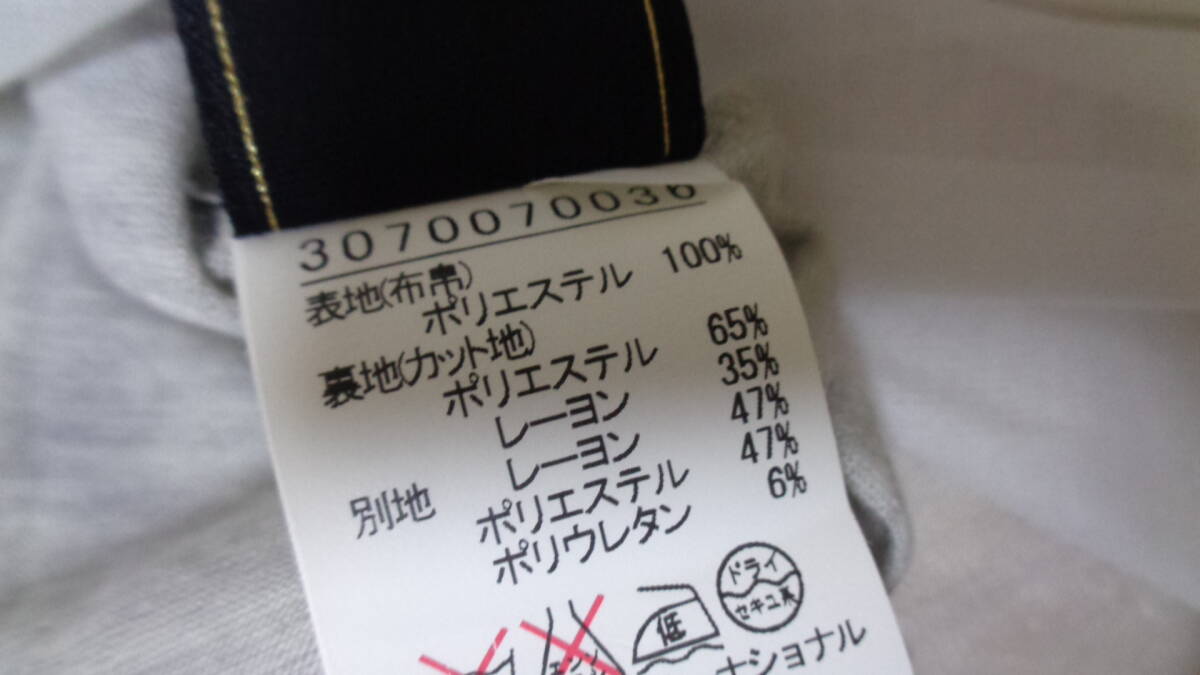 3070070036
表地(布帛) ポリエステル 100%
裏地(カット地)
ポリエステル 65%
レーヨン 35%
レーヨン 47%
別地 ポリエステル 47%
ポリウレタン 6%
ドライ
セキユ系
低
ナショナル